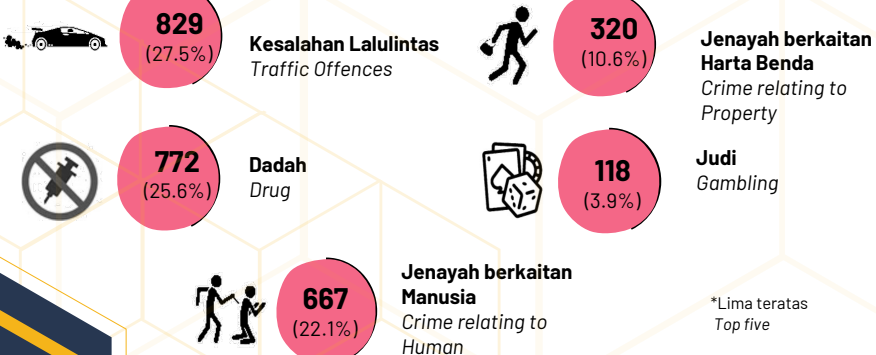 829
(27.5%)
Kesalahan Lalulintas
Traffic Offences
320
(10.6%)
Jenayah berkaitan
Harta Benda
Crime relating to
Property
772
(25.6%)
Dadah
Drug
118
(3.9%)
Judi
Gambling
667
(22.1%)
Jenayah berkaitan
Manusia
Crime relating to
Human
*Lima teratas
Top five